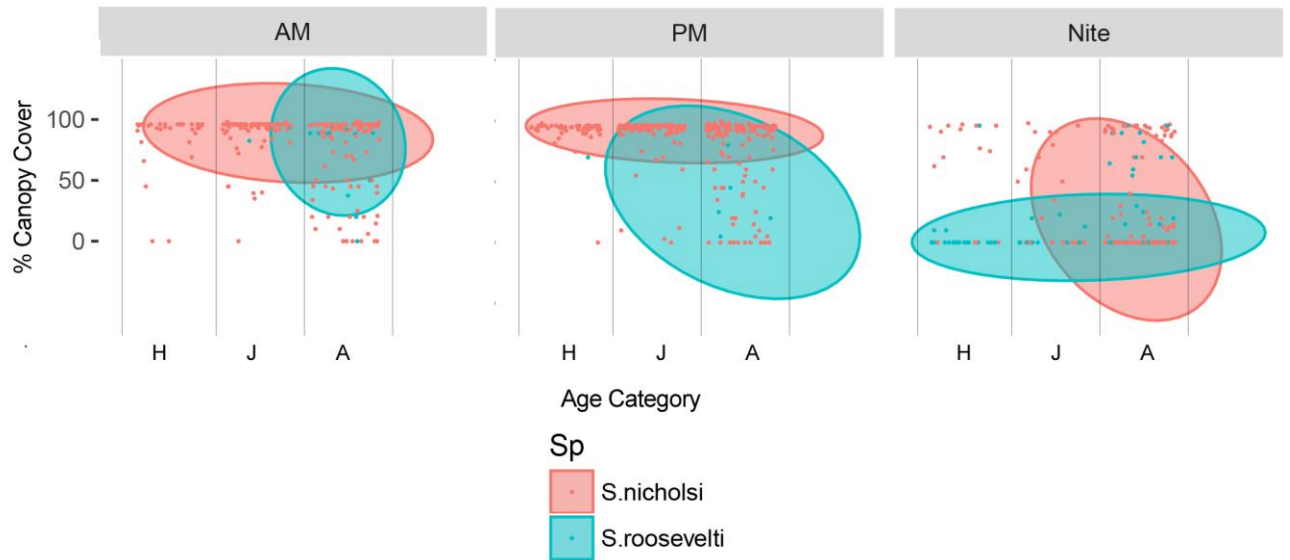 AM PM Nite
% Canopy Cover
100
50
0
H J A H J A H J A
Age Category
Sp
S.nicholsi
S.roosevelti